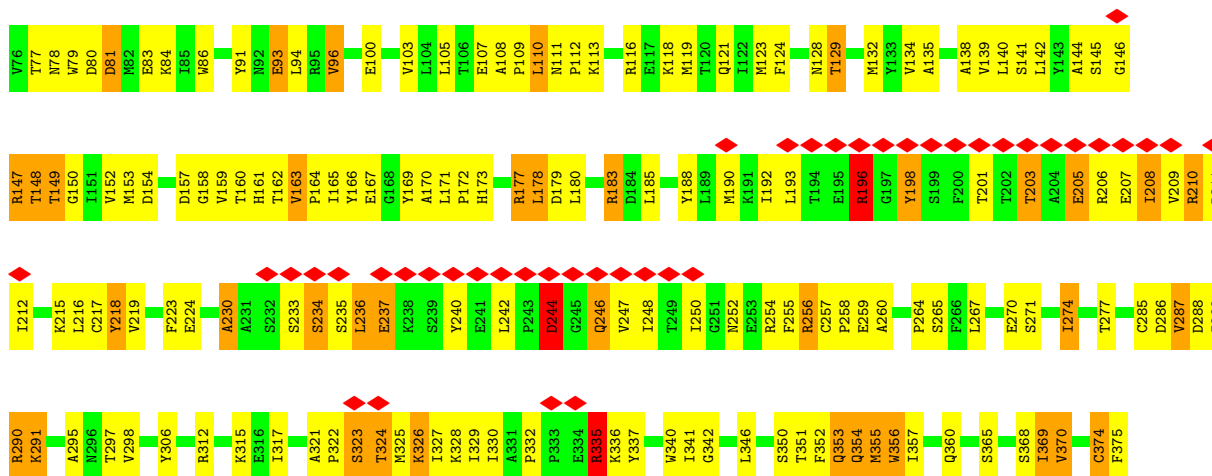 V76 T77 N78 W79 D80 D81 M82 E83 K84 I85 W86 Y91 N92 E93 L94 R95 V96 E100 V103 L104 L105 T106 E107 A108 P109 L110 N111 P112 K113 R116 E117 K118 M119 T120 Q121 I122 M123 F124 N128 T129 M132 Y133 V134 A135 A138 V139 L140 S141 L142 Y143 A144 S145 G146
R147 T148 T149 G150 I151 V152 M153 D154 D157 G158 V159 T160 H161 T162 V163 P164 I165 Y166 E167 G168 Y169 A170 L171 P172 H173 R177 L178 D179 L180 R183 D184 L185 Y188 L189 M190 K191 I192 L193 T194 E195 R196 G197 Y198 S199 F200 T201 T202 T203 A204 E205 R206 E207 I208 V209 R210
I212 K215 L216 C217 Y218 V219 F223 E224 A230 A231 S232 S233 S234 S235 L236 E237 K238 S239 Y240 E241 L242 P243 D244 G245 Q246 V247 I248 T249 I250 G251 N252 E253 R254 F255 R256 C257 P258 E259 A260 P264 S265 F266 L267 E270 S271 I274 T277 C285 D286 V287 D288
R290 K291 A295 N296 T297 V298 Y306 R312 K315 E316 I317 A321 P322 S323 T324 M325 K326 I327 K328 I329 I330 A331 P332 P333 E334 R335 K336 Y337 W340 I341 G342 L346 S350 T351 F352 Q353 Q354 M355 W356 I357 Q360 S365 S368 I369 V370 C374 F375